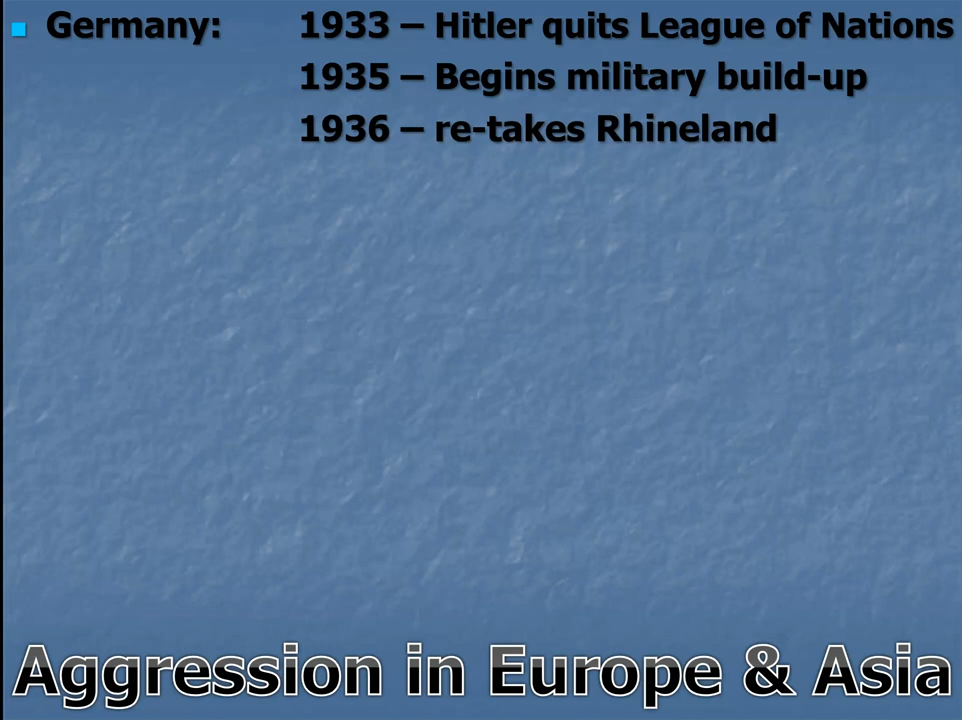 Germany: 1933 – Hitler quits League of Nations
1935 – Begins military build-up
1936 – re-takes Rhineland
Aggression in Europe & Asia